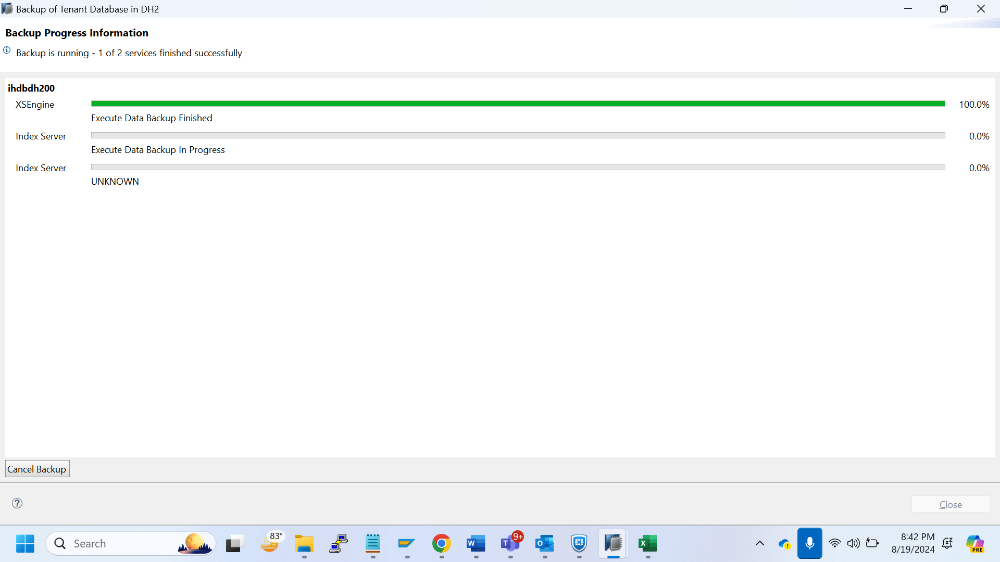 Backup of Tenant Database in DH2
Backup Progress Information
Backup is running - 1 of 2 services finished successfully
ihdbdh200
XSEngine 100.0%
Execute Data Backup Finished
Index Server 0.0%
Execute Data Backup In Progress
Index Server 0.0%
UNKNOWN
Cancel Backup
Close
Search
83°
9+
8:42 PM
8/19/2024
PRE